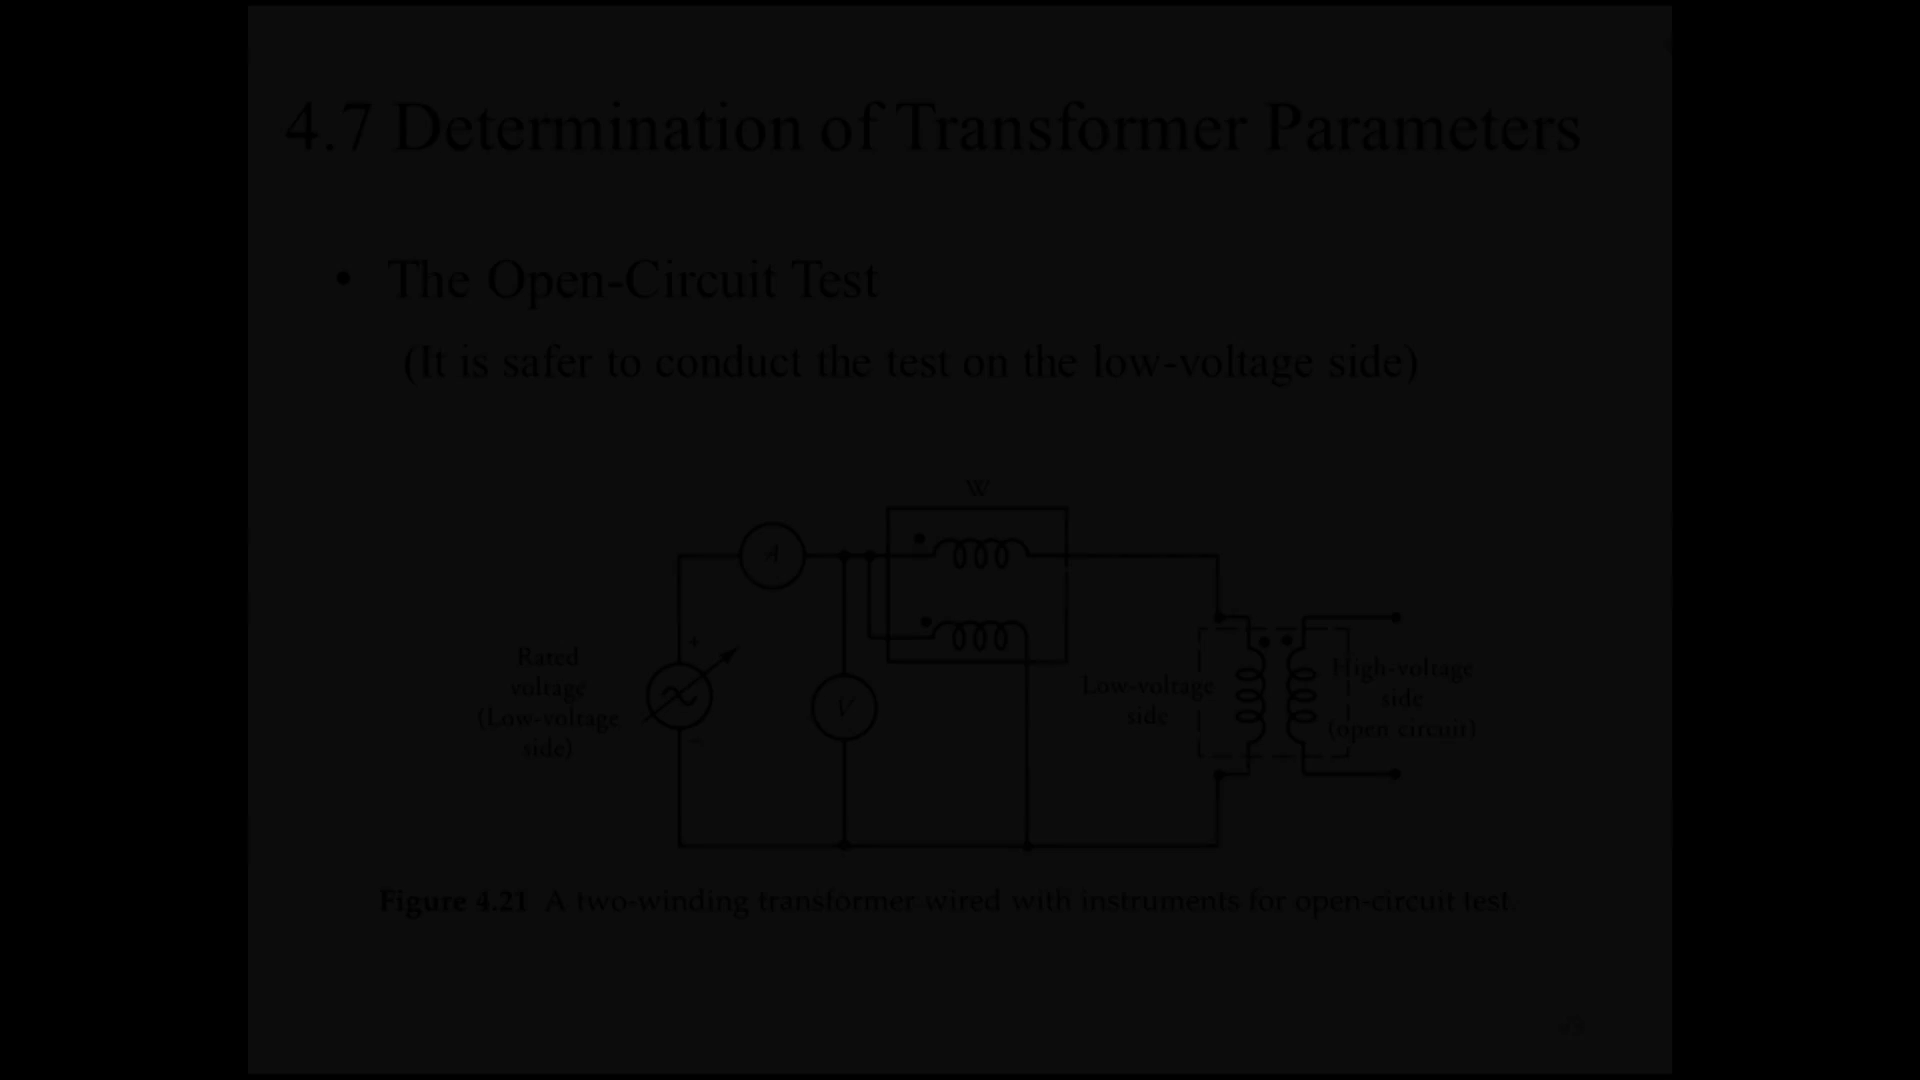 4.7 Determination of Transformer Parameters
• The Open-Circuit Test
(It is safer to conduct the test on the low-voltage side)
W
A
+
Rated
voltage
(Low-voltage
side)
−
V
Low-voltage
side
High-voltage
side
(open circuit)
Figure 4.21 A two-winding transformer wired with instruments for open-circuit test.